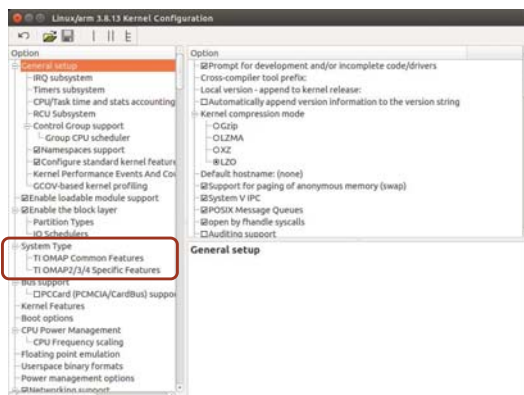 Linux/arm 3.8.13 Kernel Configuration
Option
General setup
IRQ subsystem
Timers subsystem
CPU/Task time and stats accounting
RCU Subsystem
Control Group support
Group CPU scheduler
Namespaces support
Configure standard kernel feature
Kernel Performance Events And Cou
GCOV-based kernel profiling
Enable loadable module support
Enable the block layer
Partition Types
IO Schedulers
System Type
TI OMAP Common Features
TI OMAP2/3/4 Specific Features
Bus support
PCCard (PCMCIA/CardBus) suppor
Kernel Features
Boot options
CPU Power Management
CPU Frequency scaling
Floating point emulation
Userspace binary formats
Power management options
Networking support
Option
Prompt for development and/or incomplete code/drivers
Cross-compiler tool prefix:
Local version - append to kernel release:
Automatically append version information to the version string
Kernel compression mode
Gzip
LZMA
XZ
LZO
Default hostname: (none)
Support for paging of anonymous memory (swap)
System V IPC
POSIX Message Queues
open by fhandle syscalls
Auditing support
General setup